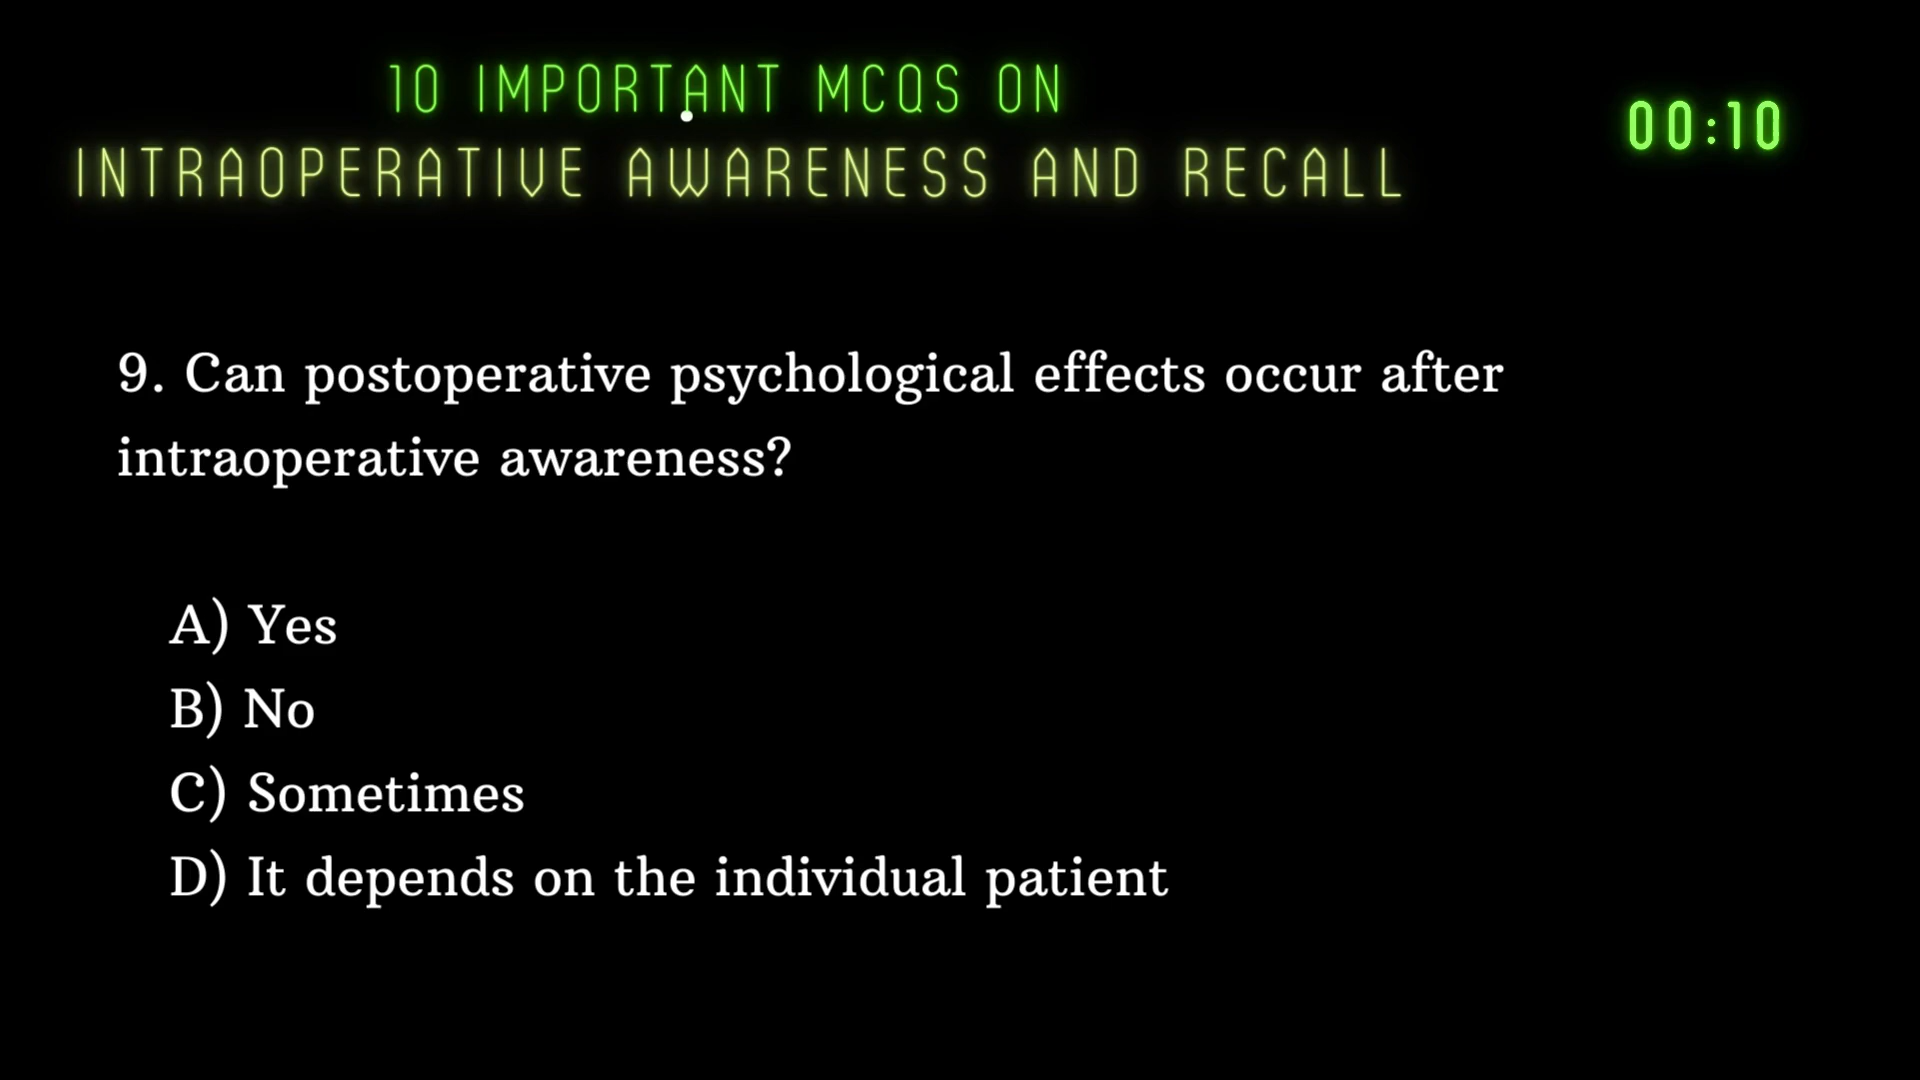 10 IMPORTANT MCQS ON
INTRAOPERATIVE AWARENESS AND RECALL
00:10
9. Can postoperative psychological effects occur after
intraoperative awareness?
A) Yes
B) No
C) Sometimes
D) It depends on the individual patient